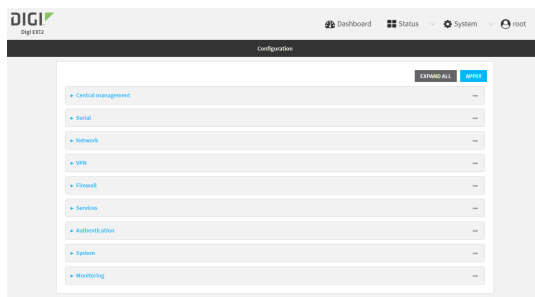 DIGI
Digi EX12
Dashboard
Status
System
root
Configuration
EXPAND ALL
APPLY
Central management
Serial
Network
VPN
Firewall
Services
Authentication
System
Monitoring